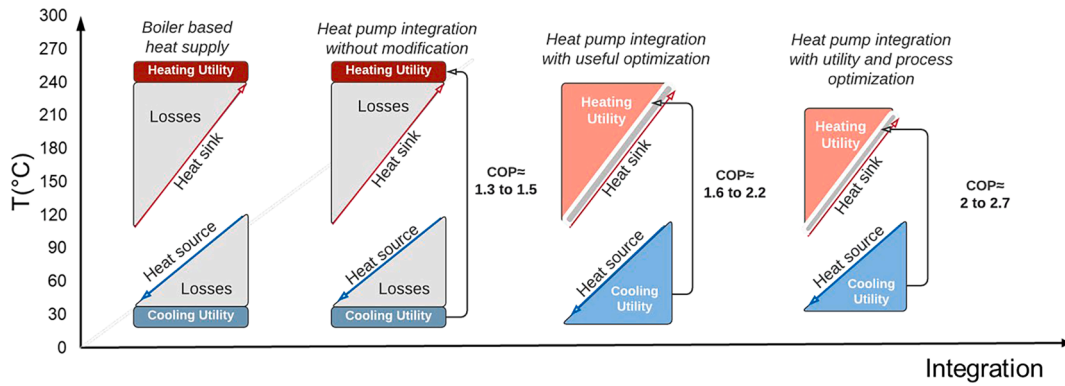 300
270
240
210
180
150
120
90
60
30
0
T(°C)
Integration
Boiler based
heat supply
Heating Utility
Losses
Heat sink
Heat source
Losses
Cooling Utility
Heat pump integration
without modification
Heating Utility
Losses
Heat sink
Heat source
Losses
Cooling Utility
COP≈
1.3 to 1.5
Heat pump integration
with useful optimization
Heating
Utility
Heat sink
Heat source
Cooling
Utility
COP≈
1.6 to 2.2
Heat pump integration
with utility and process
optimization
Heating
Utility
Heat sink
Heat source
Cooling
Utility
COP≈
2 to 2.7